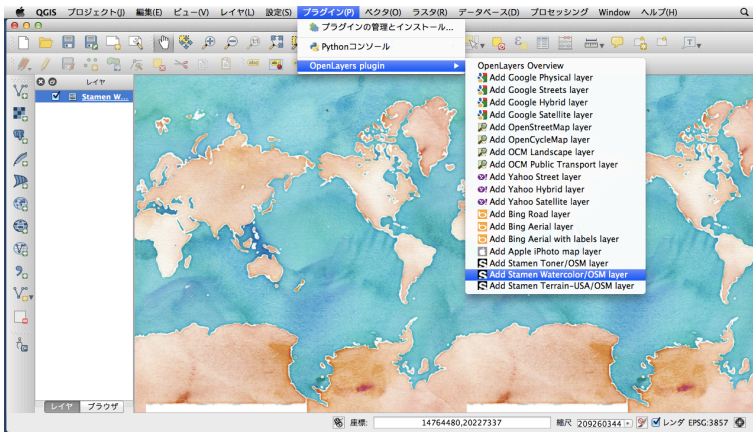 QGIS プロジェクト(J) 編集(E) ビュー(V) レイヤ(L) 設定(S) プラグイン(P) ベクタ(O) ラスタ(R) データベース(D) プロセッシング Window ヘルプ(H)
プラグインの管理とインストール...
Pythonコンソール
OpenLayers plugin
OpenLayers Overview
Add Google Physical layer
Add Google Streets layer
Add Google Hybrid layer
Add Google Satellite layer
Add OpenStreetMap layer
Add OpenCycleMap layer
Add OCM Landscape layer
Add OCM Public Transport layer
Add Yahoo Street layer
Add Yahoo Hybrid layer
Add Yahoo Satellite layer
Add Bing Road layer
Add Bing Aerial layer
Add Bing Aerial with labels layer
Add Apple iPhoto map layer
Add Stamen Toner/OSM layer
Add Stamen Watercolor/OSM layer
Add Stamen Terrain-USA/OSM layer
レイヤ
Stamen W...
レイヤ ブラウザ
座標: 14764480,20227337 縮尺 209260344 レンダ EPSG:3857